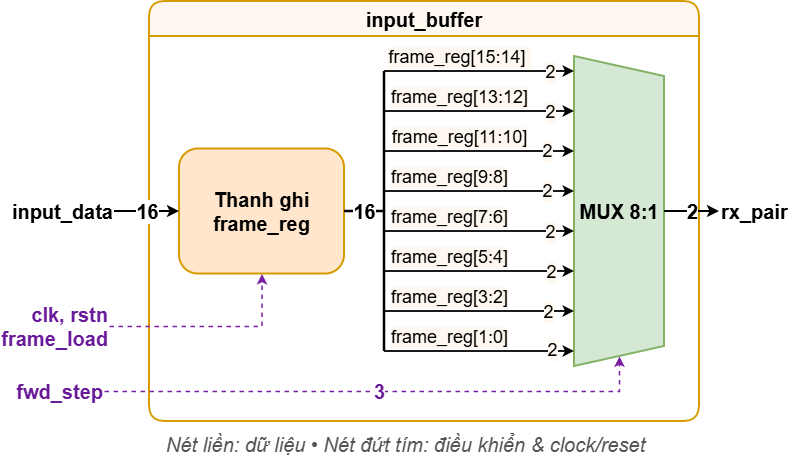 input_buffer
frame_reg[15:14]
2
frame_reg[13:12]
2
frame_reg[11:10]
2
frame_reg[9:8]
2
Thanh ghi
frame_reg
input_data
16
16
frame_reg[7:6]
2
MUX 8:1
2
rx_pair
frame_reg[5:4]
2
frame_reg[3:2]
2
clk, rstn
frame_load
frame_reg[1:0]
2
fwd_step
3
Nét liền: dữ liệu • Nét đứt tím: điều khiển & clock/reset